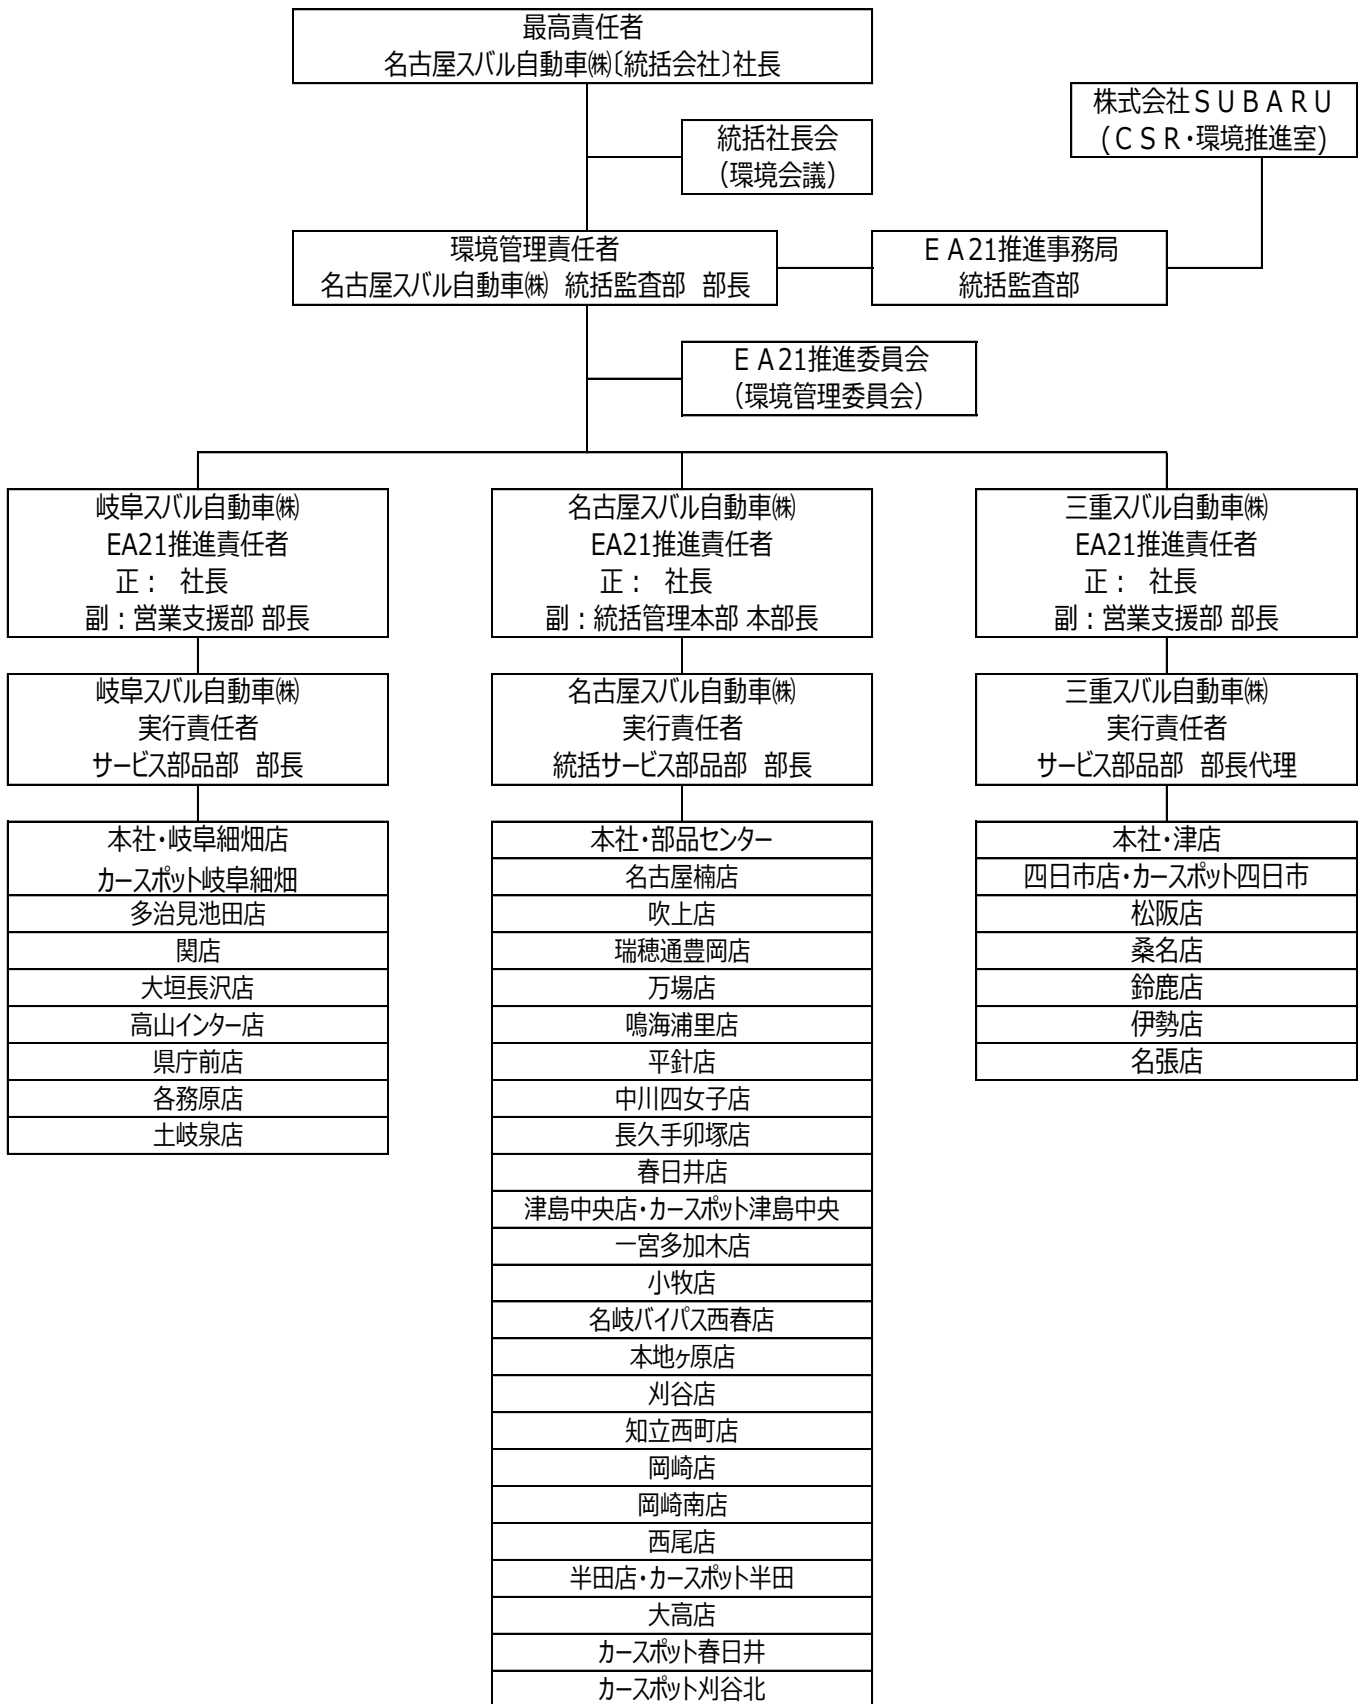 最高責任者
名古屋スバル自動車㈱〔統括会社〕社長
株式会社ＳＵＢＡＲＵ
(ＣＳＲ・環境推進室)
統括社長会
（環境会議）
環境管理責任者
名古屋スバル自動車㈱ 統括監査部 部長
ＥＡ21推進事務局
統括監査部
ＥＡ21推進委員会
（環境管理委員会）
岐阜スバル自動車㈱
EA21推進責任者
正： 社長
副：営業支援部 部長
名古屋スバル自動車㈱
EA21推進責任者
正： 社長
副：統括管理本部 本部長
三重スバル自動車㈱
EA21推進責任者
正： 社長
副：営業支援部 部長
岐阜スバル自動車㈱
実行責任者
サービス部品部 部長
名古屋スバル自動車㈱
実行責任者
統括サービス部品部 部長
三重スバル自動車㈱
実行責任者
サービス部品部 部長代理
本社・岐阜細畑店
カースポット岐阜細畑
多治見池田店
関店
大垣長沢店
高山インター店
県庁前店
各務原店
土岐泉店
本社・部品センター
名古屋楠店
吹上店
瑞穂通豊岡店
万場店
鳴海浦里店
平針店
中川四女子店
長久手卯塚店
春日井店
津島中央店・カースポット津島中央
一宮多加木店
小牧店
名岐バイパス西春店
本地ヶ原店
刈谷店
知立西町店
岡崎店
岡崎南店
西尾店
半田店・カースポット半田
大高店
カースポット春日井
カースポット刈谷北
本社・津店
四日市店・カースポット四日市
松阪店
桑名店
鈴鹿店
伊勢店
名張店